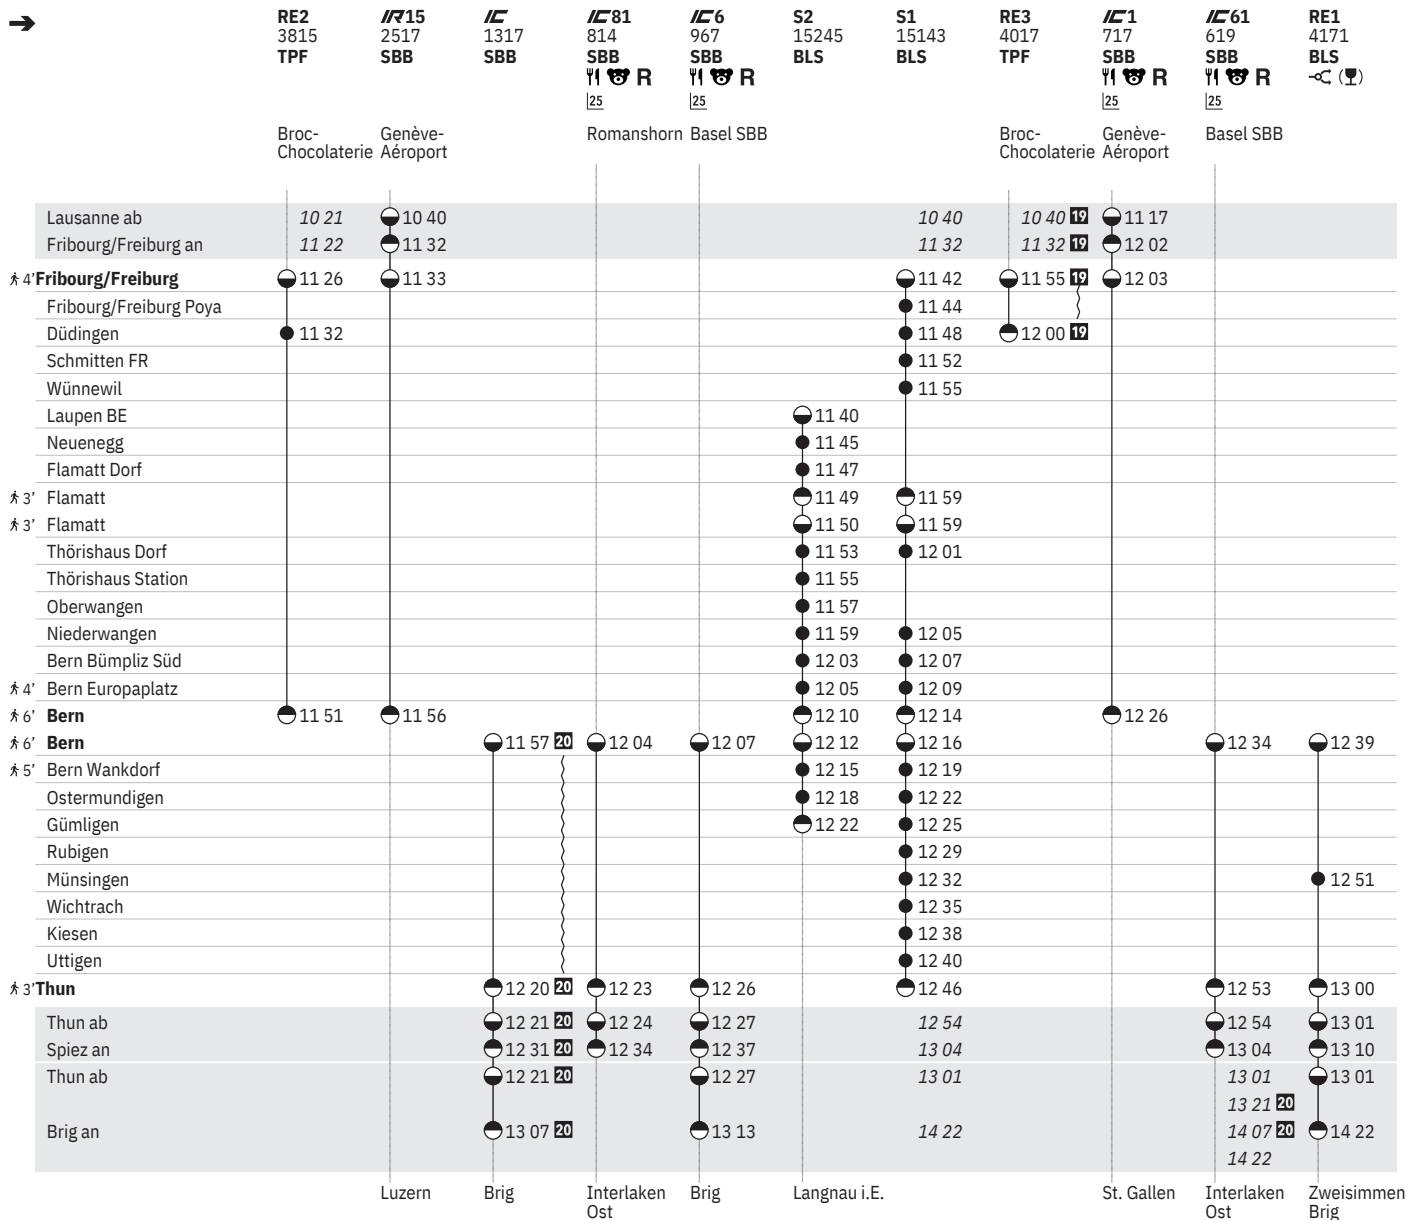 RE2 IR15 IC IC81 IC6 S2 S1 RE3 IC1 IC61 RE1
3815 2517 1317 814 967 15245 15143 4017 717 619 4171
TPF SBB SBB SBB SBB BLS BLS TPF SBB SBB BLS
R R R R
25 25 25 25
Broc- Genève- Romanshorn Basel SBB Broc- Genève- Basel SBB
Chocolaterie Aéroport Chocolaterie Aéroport
Lausanne ab 10 21 10 40 10 40 10 40 19 11 17
Fribourg/Freiburg an 11 22 11 32 11 32 11 32 19 12 02
4’ Fribourg/Freiburg 11 26 11 33 11 42 11 55 19 12 03
Fribourg/Freiburg Poya 11 44
Düdingen 11 32 11 48 12 00 19
Schmitten FR 11 52
Wünnewil 11 55
Laupen BE 11 40
Neuenegg 11 45
Flamatt Dorf 11 47
3’ Flamatt 11 49 11 59
3’ Flamatt 11 50 11 59
Thörishaus Dorf 11 53 12 01
Thörishaus Station 11 55
Oberwangen 11 57
Niederwangen 11 59 12 05
Bern Bümpliz Süd 12 03 12 07
4’ Bern Europaplatz 12 05 12 09
6’ Bern 11 51 11 56 12 10 12 14 12 26
6’ Bern 11 57 20 12 04 12 07 12 12 12 16 12 34 12 39
5’ Bern Wankdorf 12 15 12 19
Ostermundigen 12 18 12 22
Gümligen 12 22 12 25
Rubigen 12 29
Münsingen 12 32 12 51
Wichtrach 12 35
Kiesen 12 38
Uttigen 12 40
3’ Thun 12 20 20 12 23 12 26 12 46 12 53 13 00
Thun ab 12 21 20 12 24 12 27 12 54 12 54 13 01
Spiez an 12 31 20 12 34 12 37 13 04 13 04 13 10
Thun ab 12 21 20 12 27 13 01 13 01 13 01
13 21 20
Brig an 13 07 20 13 13 14 22 14 07 20 14 22
14 22
Luzern Brig Interlaken Brig Langnau i.E. St. Gallen Interlaken Zweisimmen
Ost Ost Brig